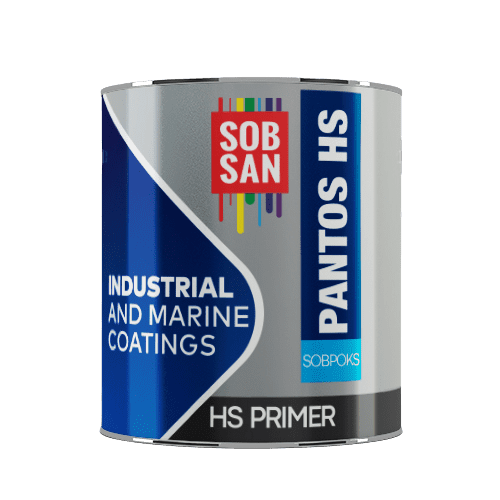 SOB
SAN
PANTOS HS
SOBPOKS
INDUSTRIAL
AND MARINE
COATINGS
HS PRIMER